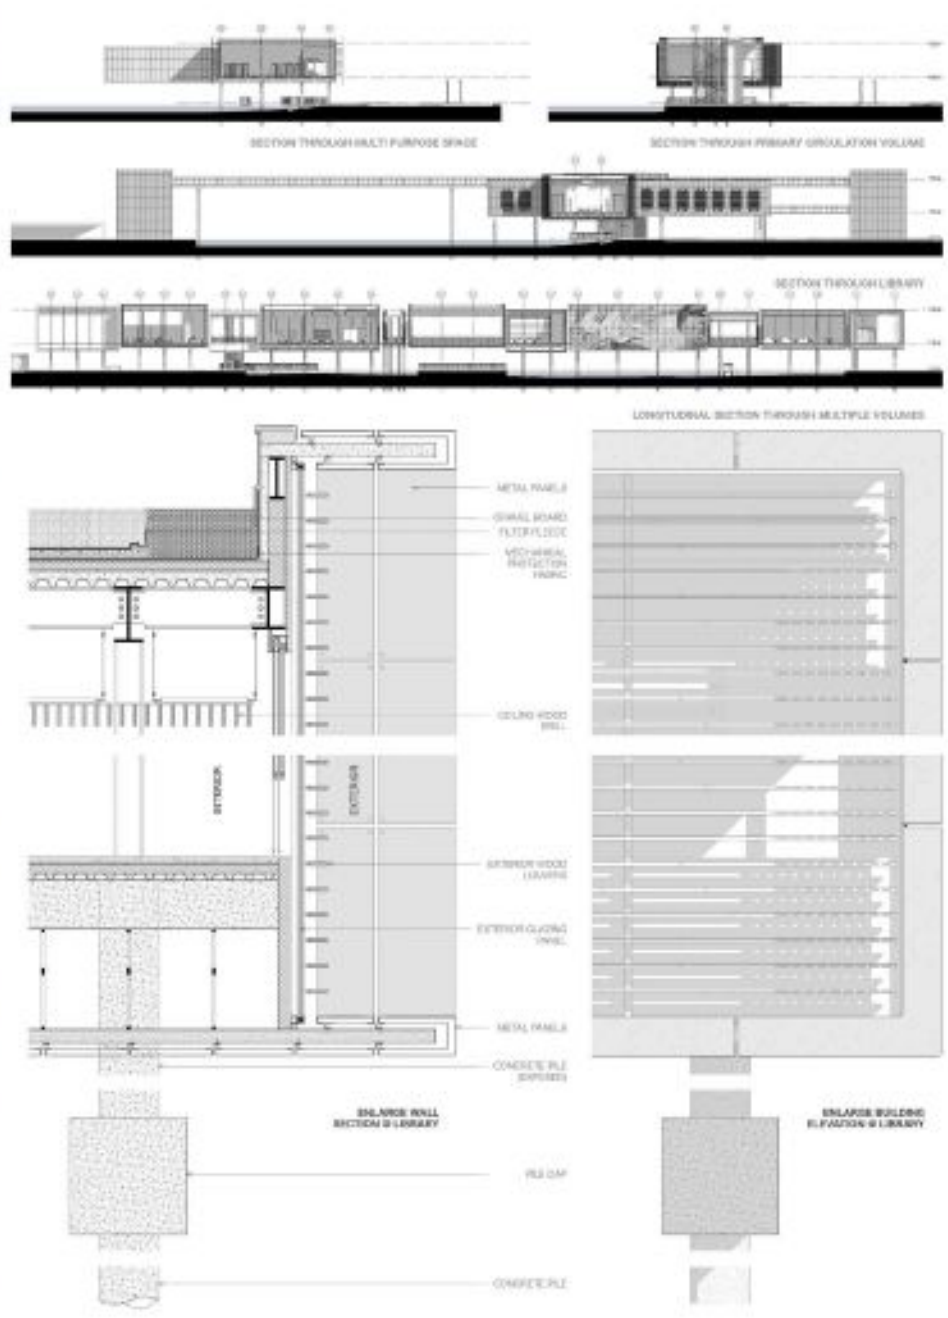 SECTION THROUGH MULTI PURPOSE SPACE
SECTION THROUGH PRIMARY CIRCULATION VOLUME
SECTION THROUGH LIBRARY
LONGITUDINAL SECTION THROUGH MULTIPLE VOLUMES
METAL PANELS
GRAVEL BOARD
FILTER FLEECE
MECHANICAL
PROTECTION
FABRIC
CEILING WOOD
INTERIOR
EXTERIOR
EXTERIOR WOOD
LOUVERS
EXTERIOR GLAZING
PANEL
METAL PANELS
CONCRETE PILE
(EXPOSED)
ENLARGE WALL
SECTION @ LIBRARY
ENLARGE BUILDING
ELEVATION @ LIBRARY
PILE CAP
CONCRETE PILE